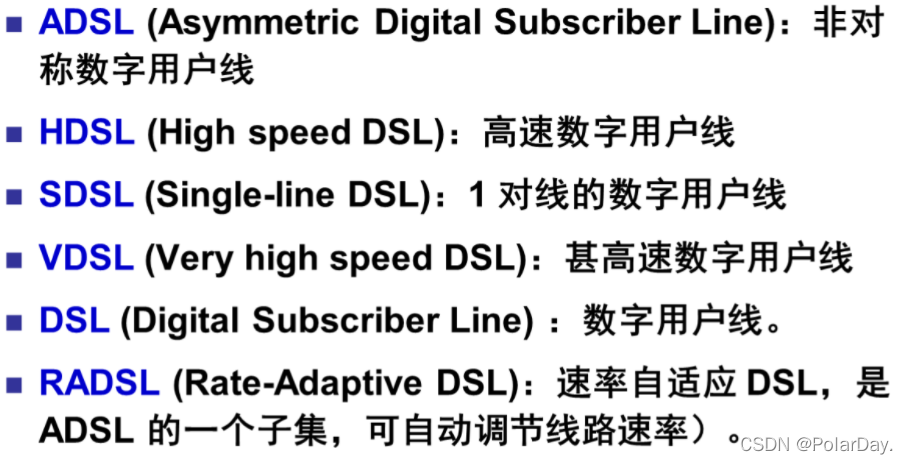 ADSL (Asymmetric Digital Subscriber Line)：非对
称数字用户线
HDSL (High speed DSL)：高速数字用户线
SDSL (Single-line DSL)：1 对线的数字用户线
VDSL (Very high speed DSL)：甚高速数字用户线
DSL (Digital Subscriber Line) ：数字用户线。
RADSL (Rate-Adaptive DSL)：速率自适应 DSL，是
ADSL 的一个子集，可自动调节线路速率）。
CSDN @PolarDay.